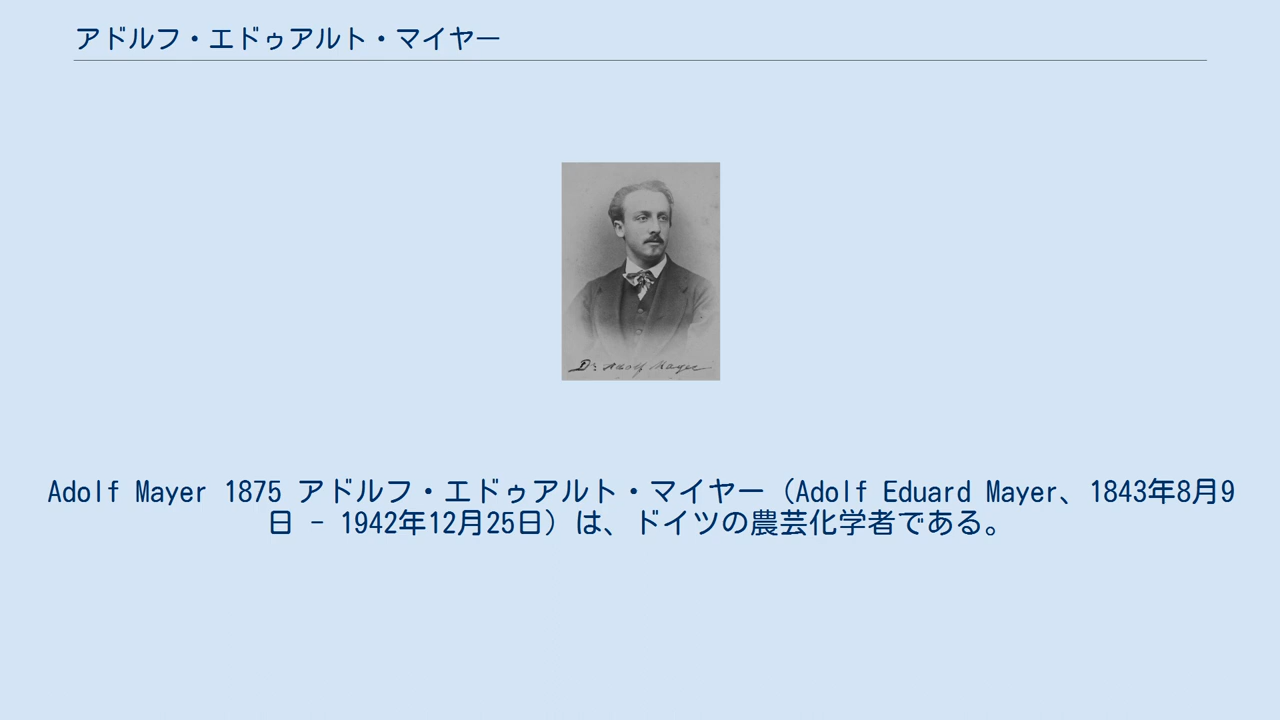 アドルフ・エドゥアルト・マイヤー
Dr. Adolf Mayer
Adolf Mayer 1875 アドルフ・エドゥアルト・マイヤー（Adolf Eduard Mayer、1843年8月9
日 - 1942年12月25日）は、ドイツの農芸化学者である。